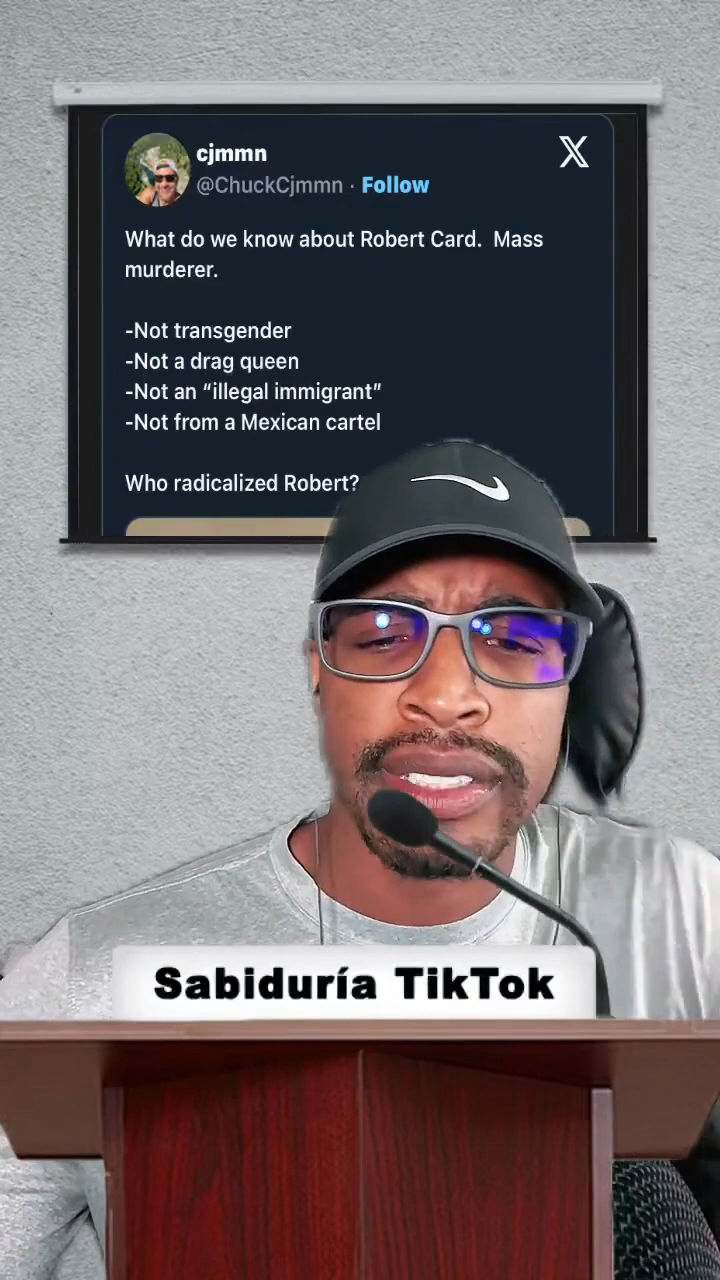 cjmmn
@ChuckCjmmn · Follow
What do we know about Robert Card.  Mass
murderer.
-Not transgender
-Not a drag queen
-Not an “illegal immigrant”
-Not from a Mexican cartel
Who radicalized Robert?
Sabiduría TikTok